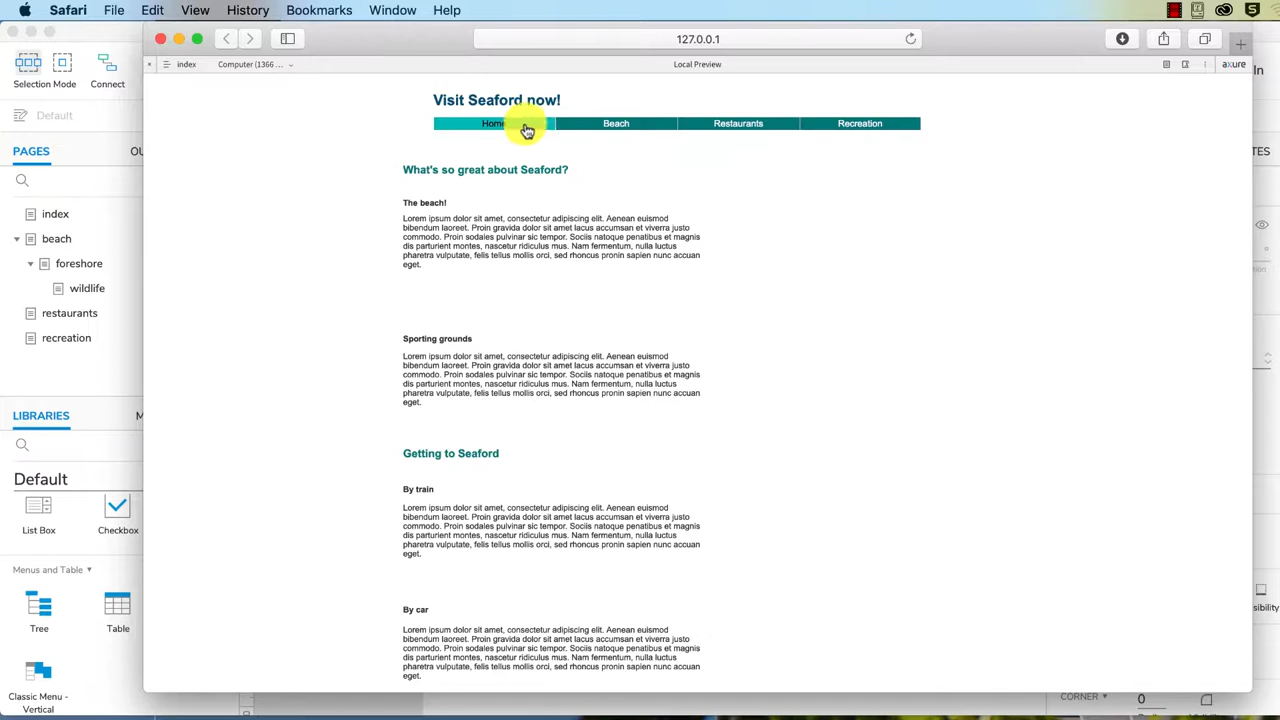 Safari File Edit View History Bookmarks Window Help
127.0.0.1
index Computer (1366 ... Local Preview axure
Selection Mode Connect
Default
PAGES
index
beach
foreshore
wildlife
restaurants
recreation
LIBRARIES
Default
List Box Checkbox
Menus and Table
Tree Table
Classic Menu - Vertical
Visit Seaford now!
Home Beach Restaurants Recreation
What's so great about Seaford?
The beach!
Lorem ipsum dolor sit amet, consectetur adipiscing elit. Aenean euismod
bibendum laoreet. Proin gravida dolor sit amet lacus accumsan et viverra justo
commodo. Proin sodales pulvinar sic tempor. Sociis natoque penatibus et magnis
dis parturient montes, nascetur ridiculus mus. Nam fermentum, nulla luctus
pharetra vulputate, felis tellus mollis orci, sed rhoncus pronin sapien nunc accuan
eget.
Sporting grounds
Lorem ipsum dolor sit amet, consectetur adipiscing elit. Aenean euismod
bibendum laoreet. Proin gravida dolor sit amet lacus accumsan et viverra justo
commodo. Proin sodales pulvinar sic tempor. Sociis natoque penatibus et magnis
dis parturient montes, nascetur ridiculus mus. Nam fermentum, nulla luctus
pharetra vulputate, felis tellus mollis orci, sed rhoncus pronin sapien nunc accuan
eget.
Getting to Seaford
By train
Lorem ipsum dolor sit amet, consectetur adipiscing elit. Aenean euismod
bibendum laoreet. Proin gravida dolor sit amet lacus accumsan et viverra justo
commodo. Proin sodales pulvinar sic tempor. Sociis natoque penatibus et magnis
dis parturient montes, nascetur ridiculus mus. Nam fermentum, nulla luctus
pharetra vulputate, felis tellus mollis orci, sed rhoncus pronin sapien nunc accuan
eget.
By car
Lorem ipsum dolor sit amet, consectetur adipiscing elit. Aenean euismod
bibendum laoreet. Proin gravida dolor sit amet lacus accumsan et viverra justo
commodo. Proin sodales pulvinar sic tempor. Sociis natoque penatibus et magnis
dis parturient montes, nascetur ridiculus mus. Nam fermentum, nulla luctus
pharetra vulputate, felis tellus mollis orci, sed rhoncus pronin sapien nunc accuan
eget.
CORNER
0